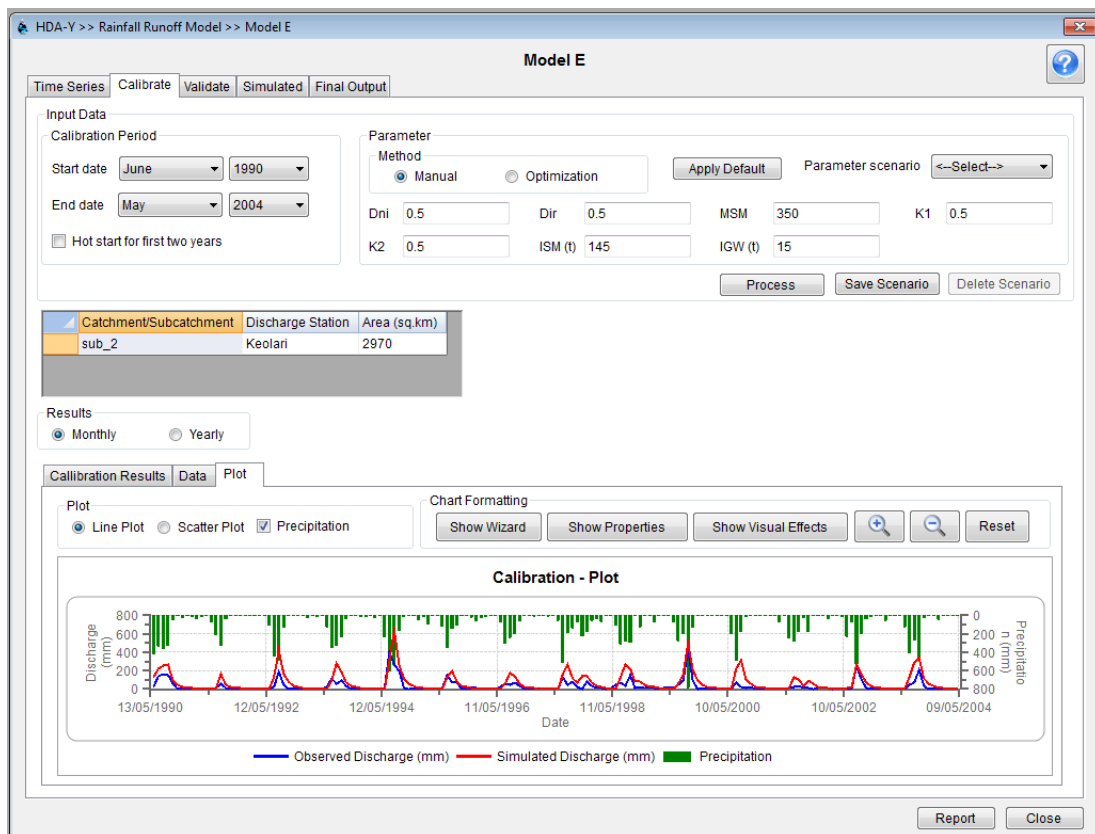 HDA-Y >> Rainfall Runoff Model >> Model E
Model E
Time Series Calibrate Validate Simulated Final Output
Input Data
Calibration Period
Start date June 1990
End date May 2004
Hot start for first two years
Parameter
Method
Manual Optimization
Apply Default
Parameter scenario <--Select-->
Dni 0.5 Dir 0.5 MSM 350 K1 0.5
K2 0.5 ISM (t) 145 IGW (t) 15
Process Save Scenario Delete Scenario
Catchment/Subcatchment Discharge Station Area (sq.km)
sub_2 Keolari 2970
Results
Monthly Yearly
Callibration Results Data Plot
Plot
Line Plot Scatter Plot Precipitation
Chart Formatting
Show Wizard Show Properties Show Visual Effects Reset
Calibration - Plot
Discharge
(mm)
800
600
400
200
0
0
200
400
600
800
Precipitatio
n (mm)
13/05/1990 12/05/1992 12/05/1994 11/05/1996 11/05/1998 10/05/2000 10/05/2002 09/05/2004
Date
Observed Discharge (mm) Simulated Discharge (mm) Precipitation
Report Close